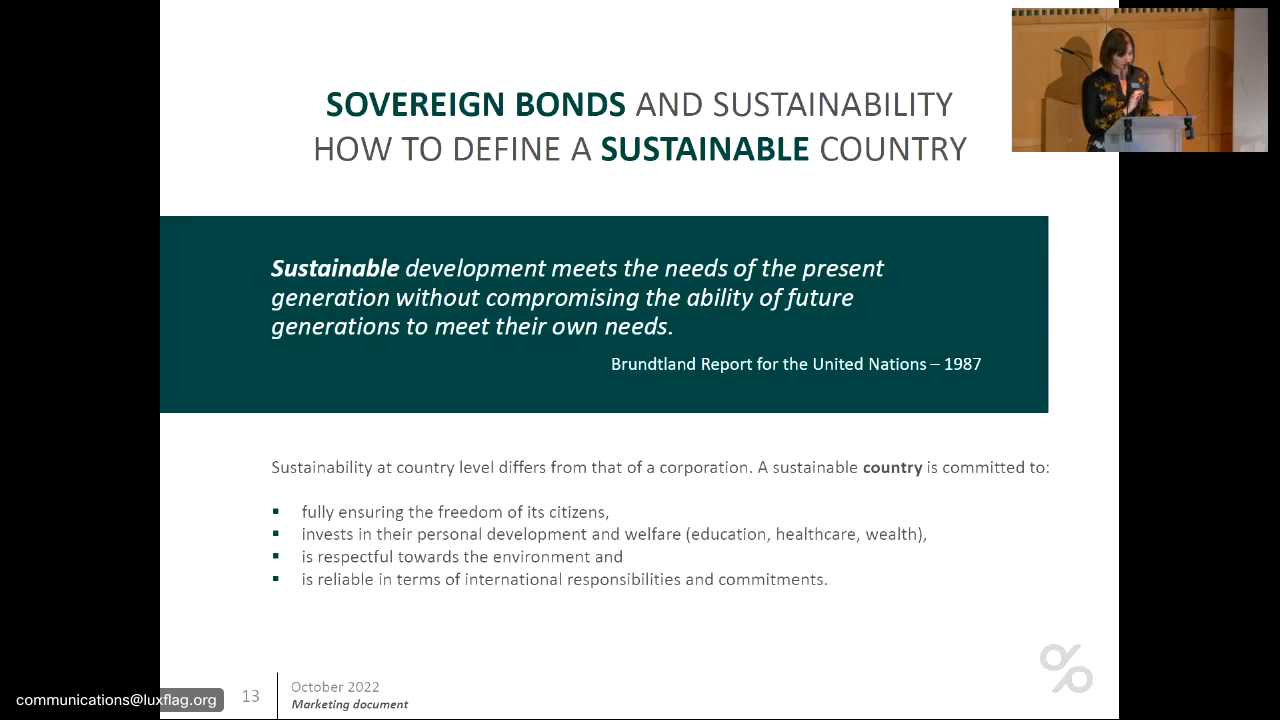 SOVEREIGN BONDS AND SUSTAINABILITY
HOW TO DEFINE A SUSTAINABLE COUNTRY
Sustainable development meets the needs of the present
generation without compromising the ability of future
generations to meet their own needs.
Brundtland Report for the United Nations – 1987
Sustainability at country level differs from that of a corporation. A sustainable country is committed to:
▪ fully ensuring the freedom of its citizens,
▪ invests in their personal development and welfare (education, healthcare, wealth),
▪ is respectful towards the environment and
▪ is reliable in terms of international responsibilities and commitments.
communications@luxflag.org
13
October 2022
Marketing document